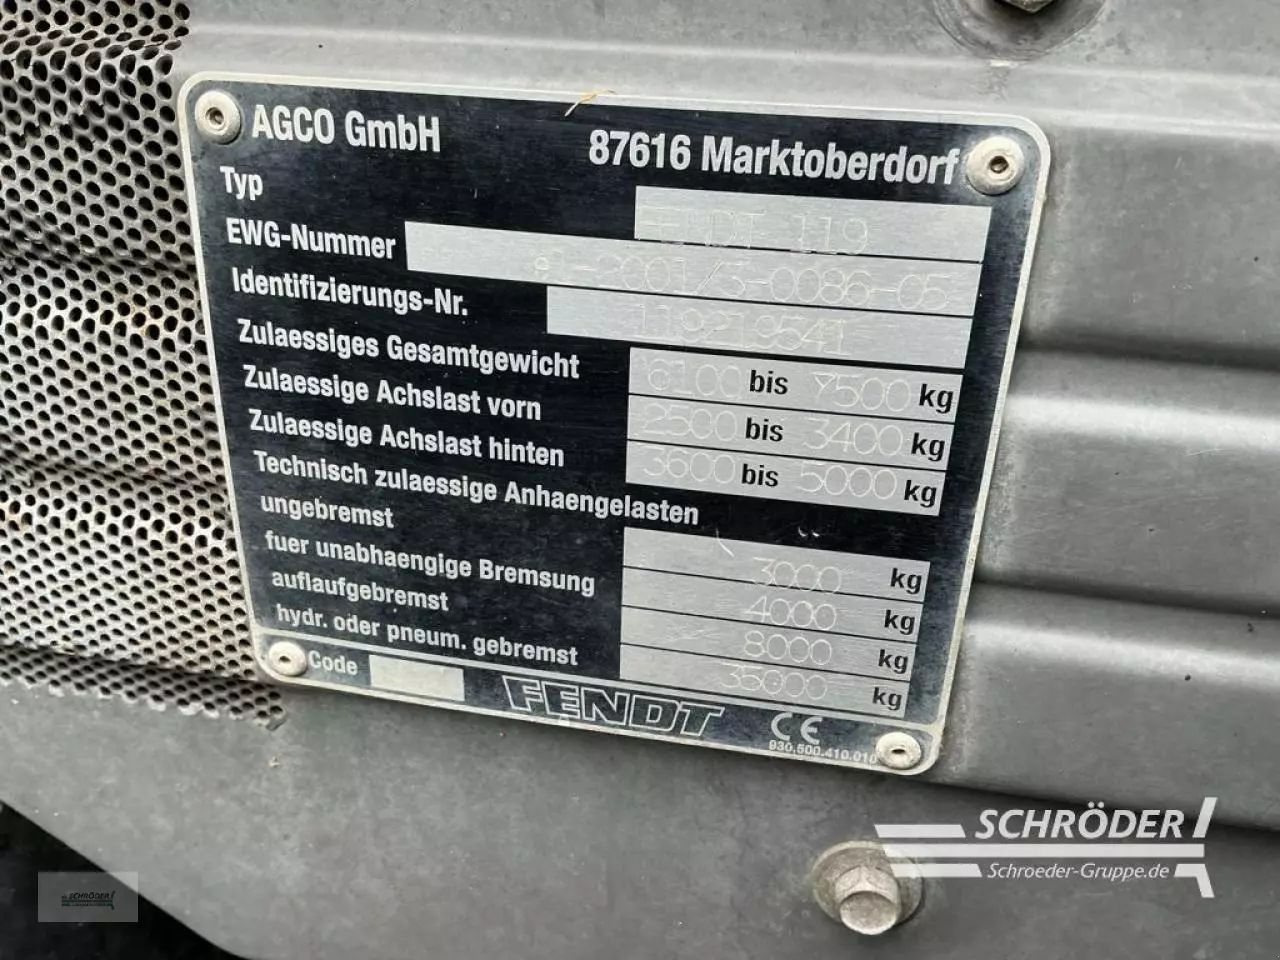 AGCO GmbH 87616 Marktoberdorf
Typ FENDT 119
EWG-Nummer e1-2001/3-0086-05
Identifizierungs-Nr. 119219541
Zulaessiges Gesamtgewicht 6100 bis 7500 kg
Zulaessige Achslast vorn 2500 bis 3400 kg
Zulaessige Achslast hinten 3600 bis 5000 kg
Technisch zulaessige Anhaengelasten
ungebremst 3000 kg
fuer unabhaengige Bremsung 4000 kg
auflaufgebremst 8000 kg
hydr. oder pneum. gebremst 35000 kg
Code FENDT CE
930.500.410.010
SCHRÖDER
Schroeder-Gruppe.de
SCHRÖDER